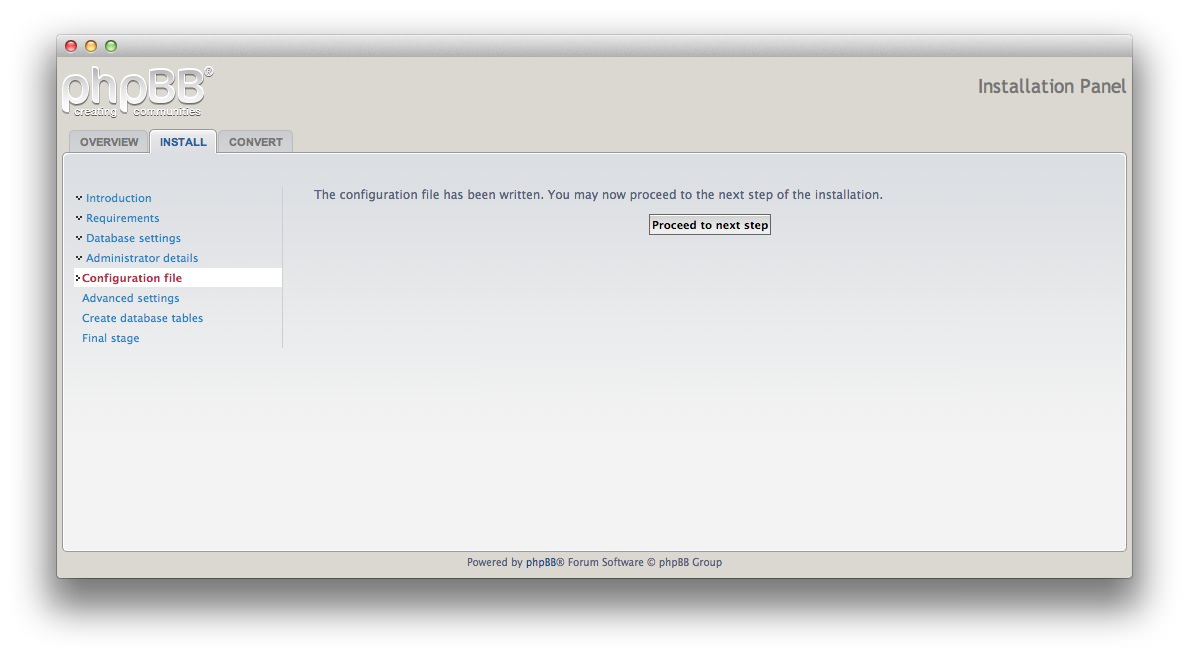 phpBB®
creating communities
Installation Panel
OVERVIEW
INSTALL
CONVERT
Introduction
Requirements
Database settings
Administrator details
Configuration file
Advanced settings
Create database tables
Final stage
The configuration file has been written. You may now proceed to the next step of the installation.
Proceed to next step
Powered by phpBB® Forum Software © phpBB Group